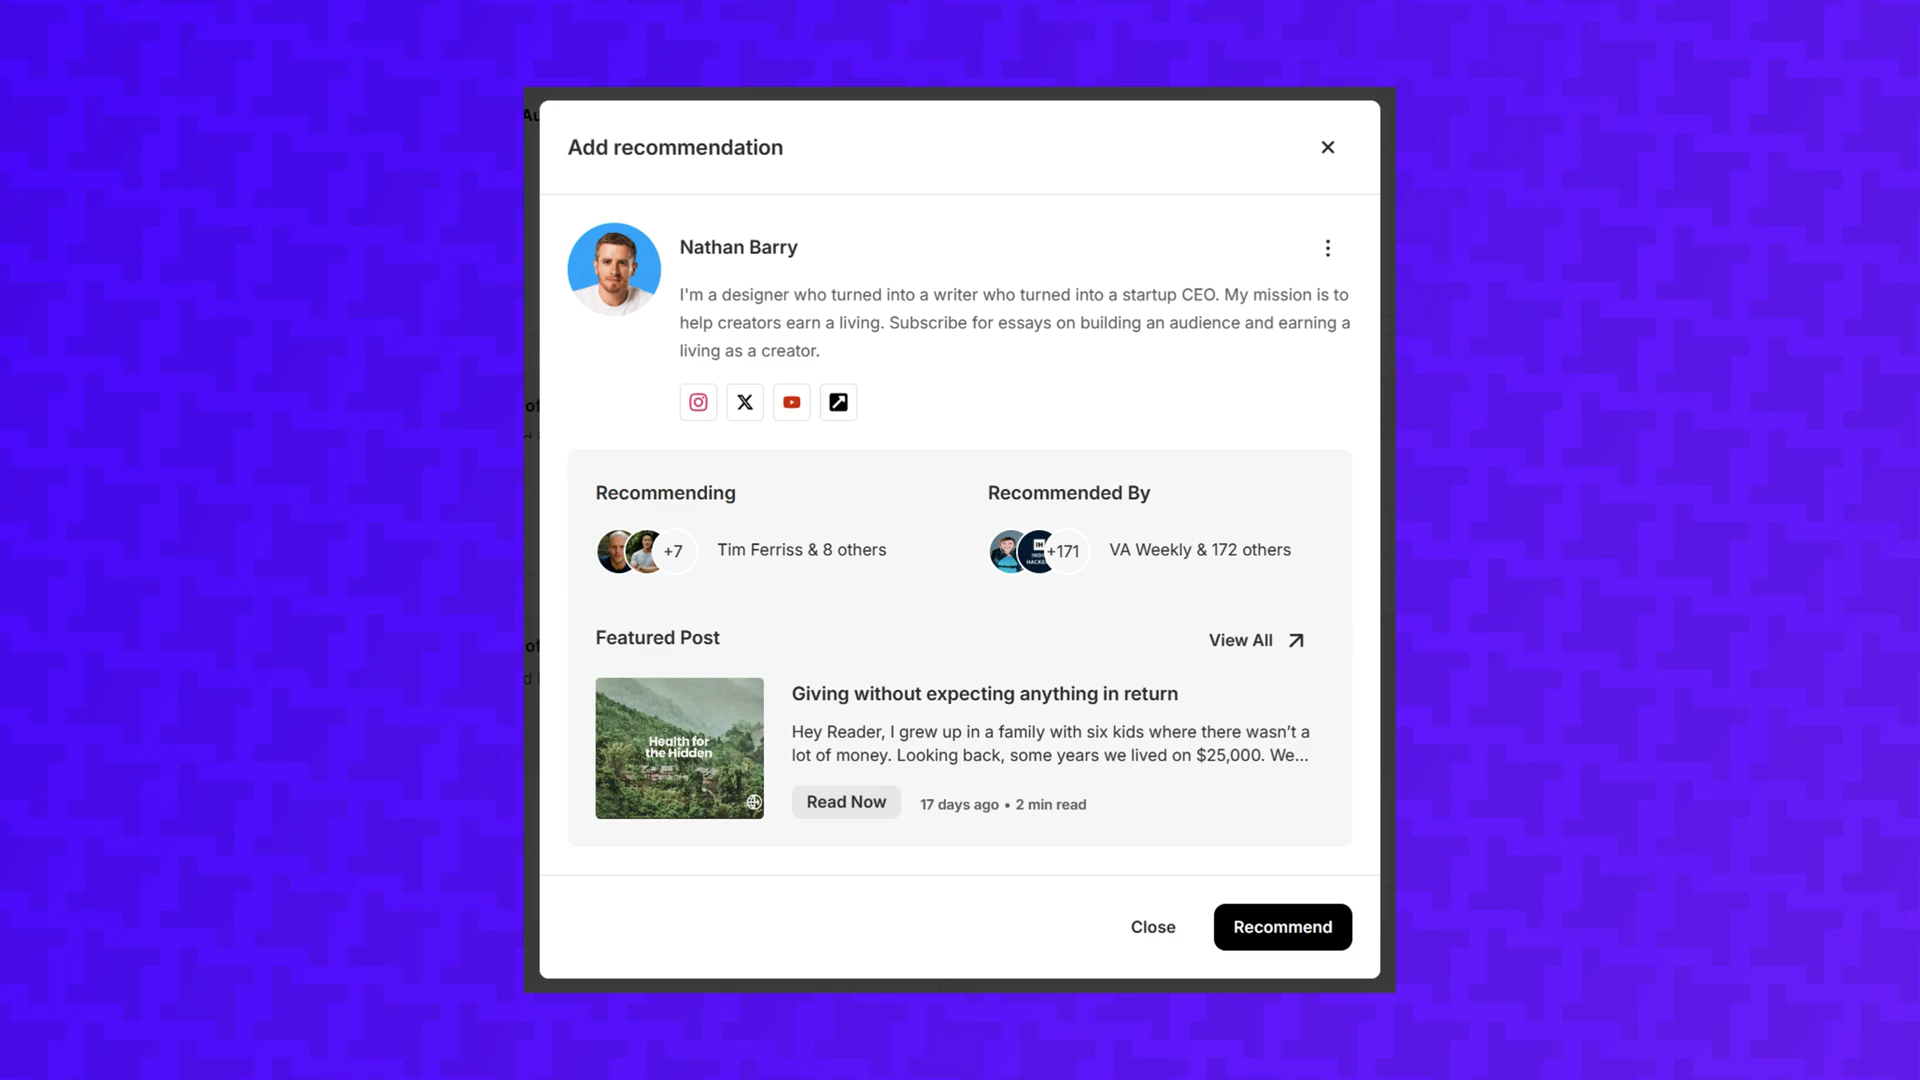 Add recommendation
Nathan Barry
I'm a designer who turned into a writer who turned into a startup CEO. My mission is to
help creators earn a living. Subscribe for essays on building an audience and earning a
living as a creator.
Recommending
Recommended By
+7
Tim Ferriss & 8 others
IH
INDI
HACKE
+171
VA Weekly & 172 others
Featured Post
View All
Health for
the Hidden
Giving without expecting anything in return
Hey Reader, I grew up in a family with six kids where there wasn’t a
lot of money. Looking back, some years we lived on $25,000. We...
Read Now
17 days ago • 2 min read
Close
Recommend